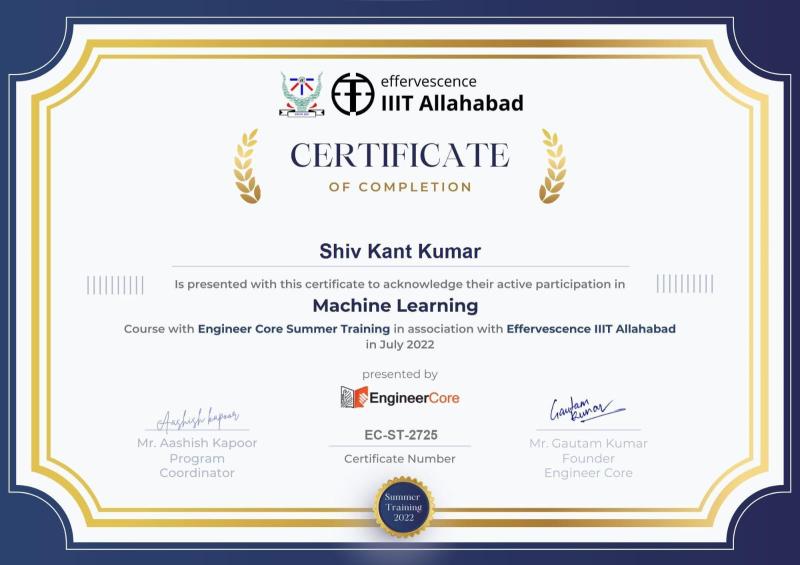 effervescence
IIIT Allahabad
CERTIFICATE
OF COMPLETION
Shiv Kant Kumar
Is presented with this certificate to acknowledge their active participation in
Machine Learning
Course with Engineer Core Summer Training in association with Effervescence IIIT Allahabad
in July 2022
presented by
EngineerCore
Aashish kapoor
Gautam
Kumar
EC-ST-2725
Mr. Aashish Kapoor
Program
Coordinator
Certificate Number
Mr. Gautam Kumar
Founder
Engineer Core
Summer
Training
2022